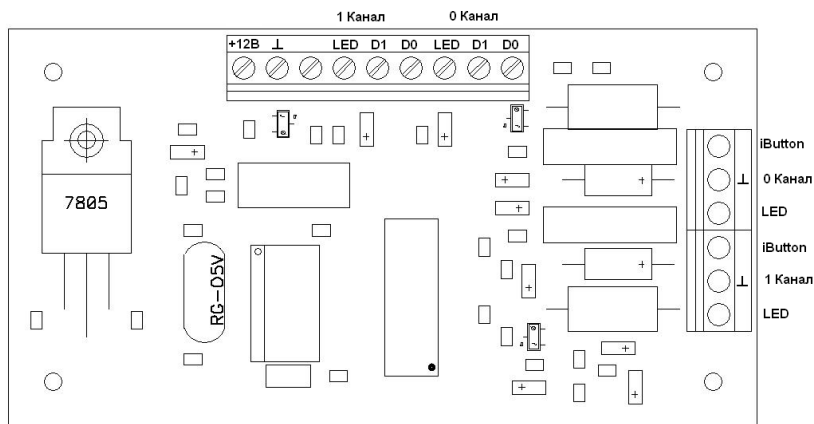 1 Канал 0 Канал
+12В ⊥ LED D1 D0 LED D1 D0
iButton
⊥ 0 Канал
LED
iButton
⊥ 1 Канал
LED
7805
RG-05V